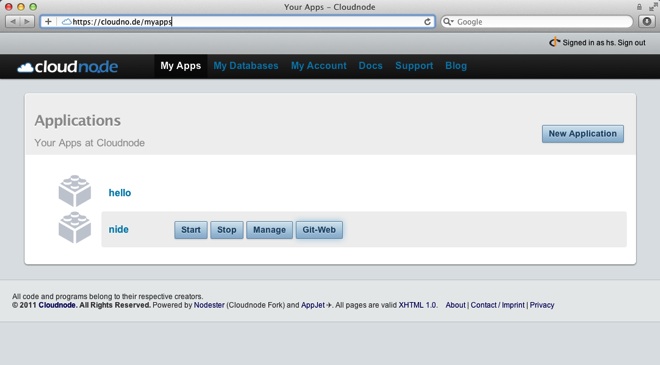 Your Apps – Cloudnode
https://cloudno.de/myapps
Google
Signed in as hs. Sign out
cloudno.de
My Apps My Databases My Account Docs Support Blog
Applications
New Application
Your Apps at Cloudnode
hello
nide Start Stop Manage Git-Web
All code and programs belong to their respective creators.
© 2011 Cloudnode. All Rights Reserved. Powered by Nodester (Cloudnode Fork) and AppJet ✈. All pages are valid XHTML 1.0. About | Contact / Imprint | Privacy